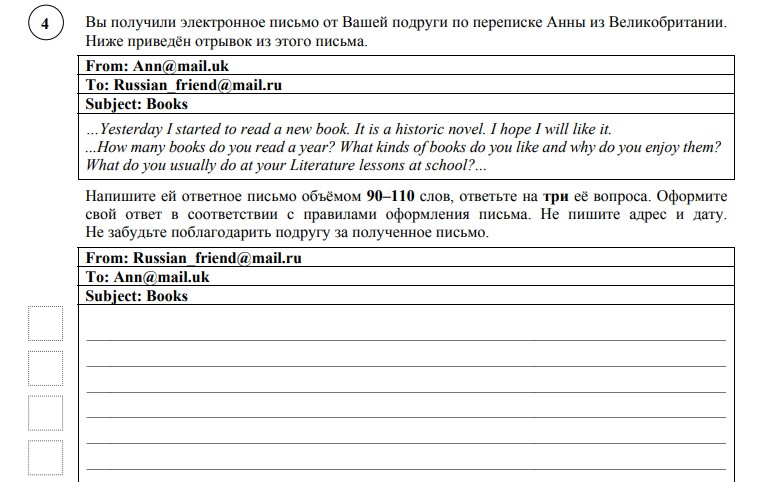 4
Вы получили электронное письмо от Вашей подруги по переписке Анны из Великобритании.
Ниже приведён отрывок из этого письма.
From: Ann@mail.uk
To: Russian_friend@mail.ru
Subject: Books
…Yesterday I started to read a new book. It is a historic novel. I hope I will like it.
...How many books do you read a year? What kinds of books do you like and why do you enjoy them?
What do you usually do at your Literature lessons at school?...
Напишите ей ответное письмо объёмом 90–110 слов, ответьте на три её вопроса. Оформите
свой ответ в соответствии с правилами оформления письма. Не пишите адрес и дату.
Не забудьте поблагодарить подругу за полученное письмо.
From: Russian_friend@mail.ru
To: Ann@mail.uk
Subject: Books